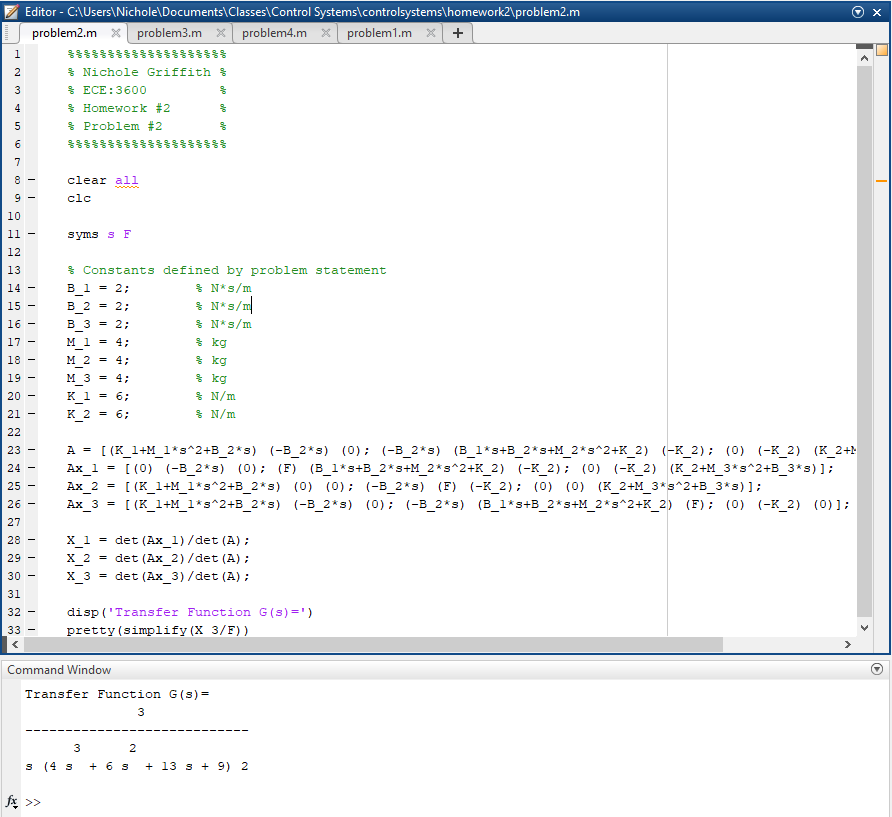 Editor - C:\Users\Nichole\Documents\Classes\Control Systems\controlsystems\homework2\problem2.m
problem2.m problem3.m problem4.m problem1.m +
1 %%%%%%%%%%%%%%%%%%%%
2 % Nichole Griffith %
3 % ECE:3600 %
4 % Homework #2 %
5 % Problem #2 %
6 %%%%%%%%%%%%%%%%%%%%
7
8 - clear all
9 - clc
10
11 - syms s F
12
13 % Constants defined by problem statement
14 - B_1 = 2; % N*s/m
15 - B_2 = 2; % N*s/m
16 - B_3 = 2; % N*s/m
17 - M_1 = 4; % kg
18 - M_2 = 4; % kg
19 - M_3 = 4; % kg
20 - K_1 = 6; % N/m
21 - K_2 = 6; % N/m
22
23 - A = [(K_1+M_1*s^2+B_2*s) (-B_2*s) (0); (-B_2*s) (B_1*s+B_2*s+M_2*s^2+K_2) (-K_2); (0) (-K_2) (K_2+M
24 - Ax_1 = [(0) (-B_2*s) (0); (F) (B_1*s+B_2*s+M_2*s^2+K_2) (-K_2); (0) (-K_2) (K_2+M_3*s^2+B_3*s)];
25 - Ax_2 = [(K_1+M_1*s^2+B_2*s) (0) (0); (-B_2*s) (F) (-K_2); (0) (0) (K_2+M_3*s^2+B_3*s)];
26 - Ax_3 = [(K_1+M_1*s^2+B_2*s) (-B_2*s) (0); (-B_2*s) (B_1*s+B_2*s+M_2*s^2+K_2) (F); (0) (-K_2) (0)];
27
28 - X_1 = det(Ax_1)/det(A);
29 - X_2 = det(Ax_2)/det(A);
30 - X_3 = det(Ax_3)/det(A);
31
32 - disp('Transfer Function G(s)=')
33 - pretty(simplify(X_3/F))
Command Window
Transfer Function G(s)=
3
----------------------------
3 2
s (4 s + 6 s + 13 s + 9) 2
fx >>